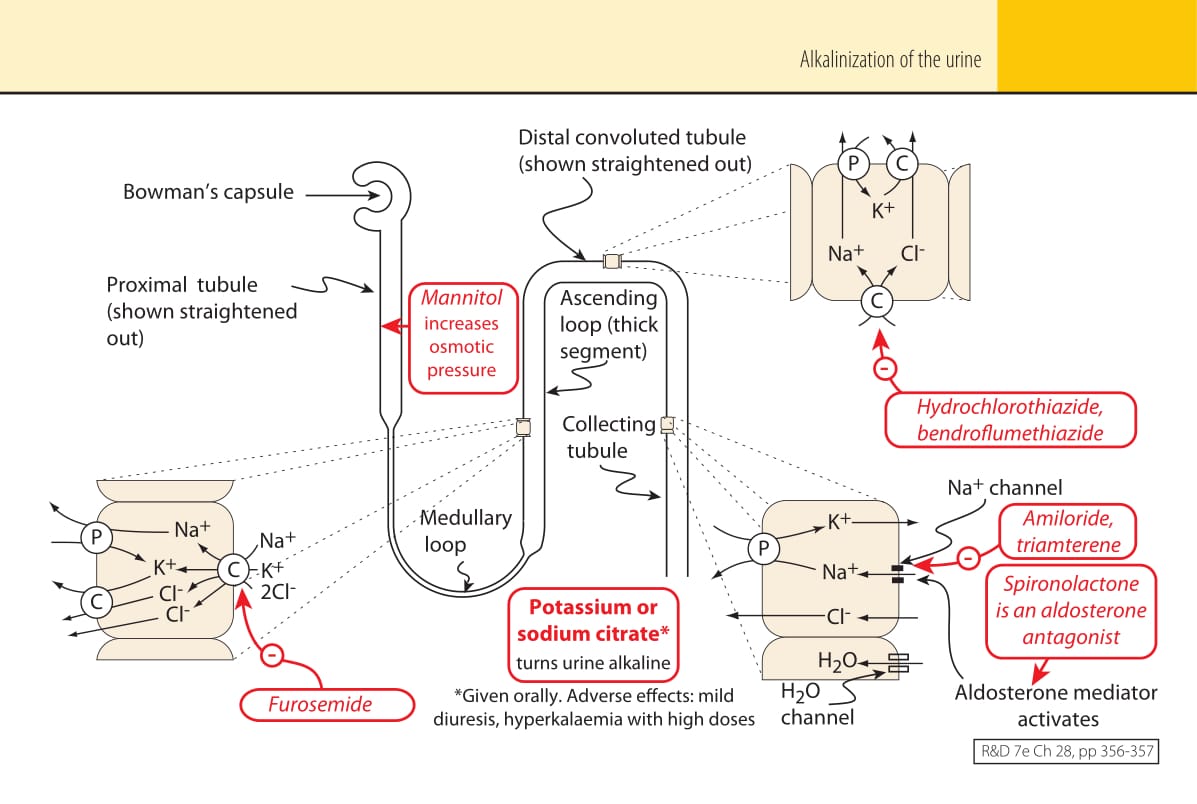 Alkalinization of the urine
Distal convoluted tubule
(shown straightened out)
Bowman's capsule
Proximal tubule
(shown straightened
out)
Mannitol
increases
osmotic
pressure
Ascending
loop (thick
segment)
Collecting
tubule
Medullary
loop
P
C
K+
Na+
Cl-
C
-
Hydrochlorothiazide,
bendroflumethiazide
P
Na+
K+
C
Na+
K+
2Cl-
Cl-
Cl-
C
-
Furosemide
Potassium or
sodium citrate*
turns urine alkaline
*Given orally. Adverse effects: mild
diuresis, hyperkalaemia with high doses
Na+ channel
K+
P
Na+
Cl-
H2O
H2O
channel
-
Amiloride,
triamterene
Spironolactone
is an aldosterone
antagonist
Aldosterone mediator
activates
R&D 7e Ch 28, pp 356-357